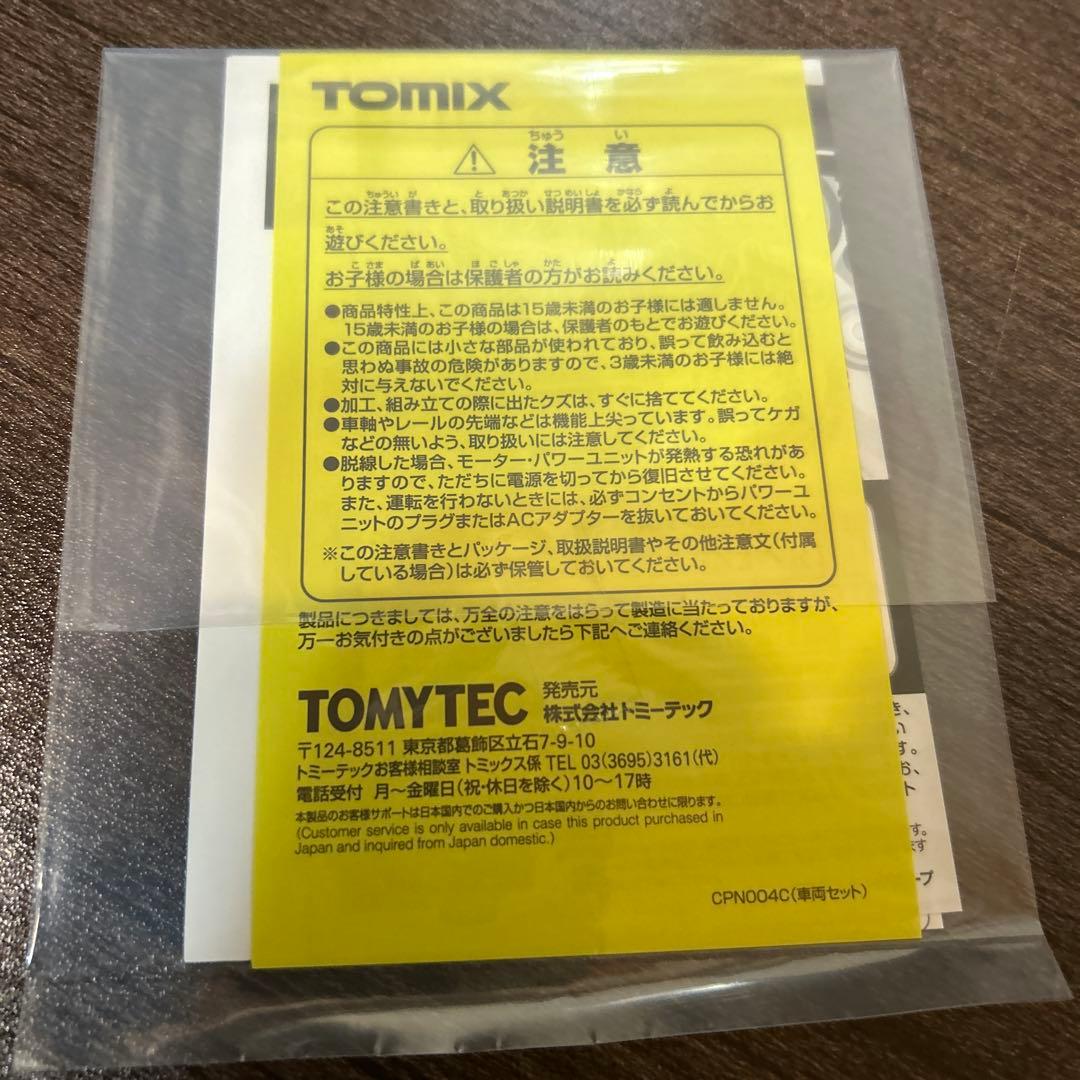 TOMIX
ちゅう い
⚠ 注 意
ちゅうい が と あつか せつめいしょ かなら よ
この注意書きと、取り扱い説明書を必ず読んでからお
あそ
遊びください。
こ さま ば あい ほ ご しゃ かた よ
お子様の場合は保護者の方がお読みください。
●商品特性上、この商品は15歳未満のお子様には適しません。
15歳未満のお子様の場合は、保護者のもとでお遊びください。
●この商品には小さな部品が使われており、誤って飲み込むと
思わぬ事故の危険がありますので、3歳未満のお子様には絶
対に与えないでください。
●加工、組み立ての際に出たクズは、すぐに捨ててください。
●車軸やレールの先端などは機能上尖っています。誤ってケガ
などの無いよう、取り扱いには注意してください。
●脱線した場合、モーター・パワーユニットが発熱する恐れがあ
りますので、ただちに電源を切ってから復旧させてください。
また、運転を行わないときには、必ずコンセントからパワーユ
ニットのプラグまたはACアダプターを抜いておいてください。
※この注意書きとパッケージ、取扱説明書やその他注意文(付属
している場合)は必ず保管しておいてください。
製品につきましては、万全の注意をはらって製造に当たっておりますが、
万一お気付きの点がございましたら下記へご連絡ください。
TOMYTEC 発売元
株式会社トミーテック
〒124-8511 東京都葛飾区立石7-9-10
トミーテックお客様相談室 トミックス係 TEL 03(3695)3161(代)
電話受付 月～金曜日(祝・休日を除く)10～17時
本製品のお客様サポートは日本国内でのご購入かつ日本国内からのお問い合わせに限ります。
(Customer service is only available in case this product purchased in
Japan and inquired from Japan domestic.)
CPN004C(車両セット)
き、
い
す。
お、
ト
す。
ます
ープ
)